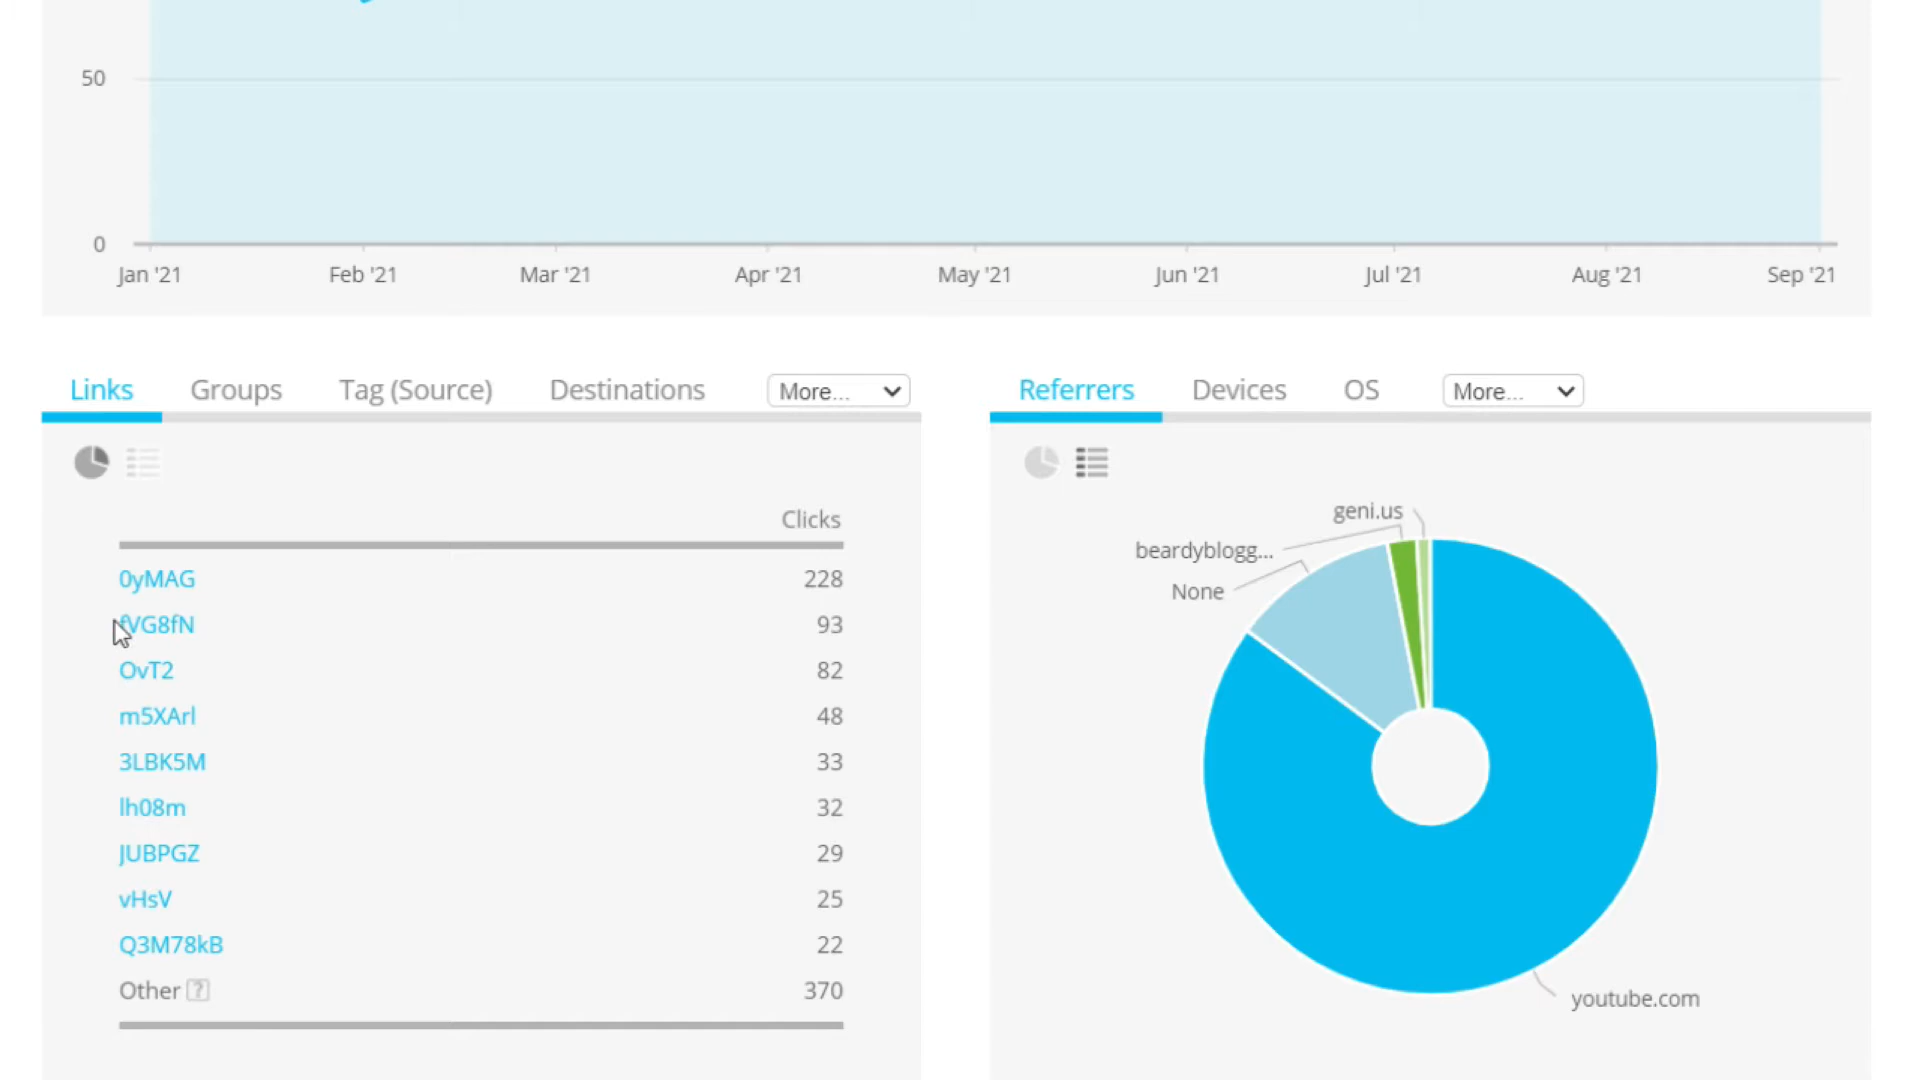 50
0
Jan '21 Feb '21 Mar '21 Apr '21 May '21 Jun '21 Jul '21 Aug '21 Sep '21
Links Groups Tag (Source) Destinations More...
Clicks
0yMAG 228
fVG8fN 93
OvT2 82
m5XArl 48
3LBK5M 33
lh08m 32
JUBPGZ 29
vHsV 25
Q3M78kB 22
Other ? 370
Referrers Devices OS More...
geni.us
beardyblogg...
None
youtube.com